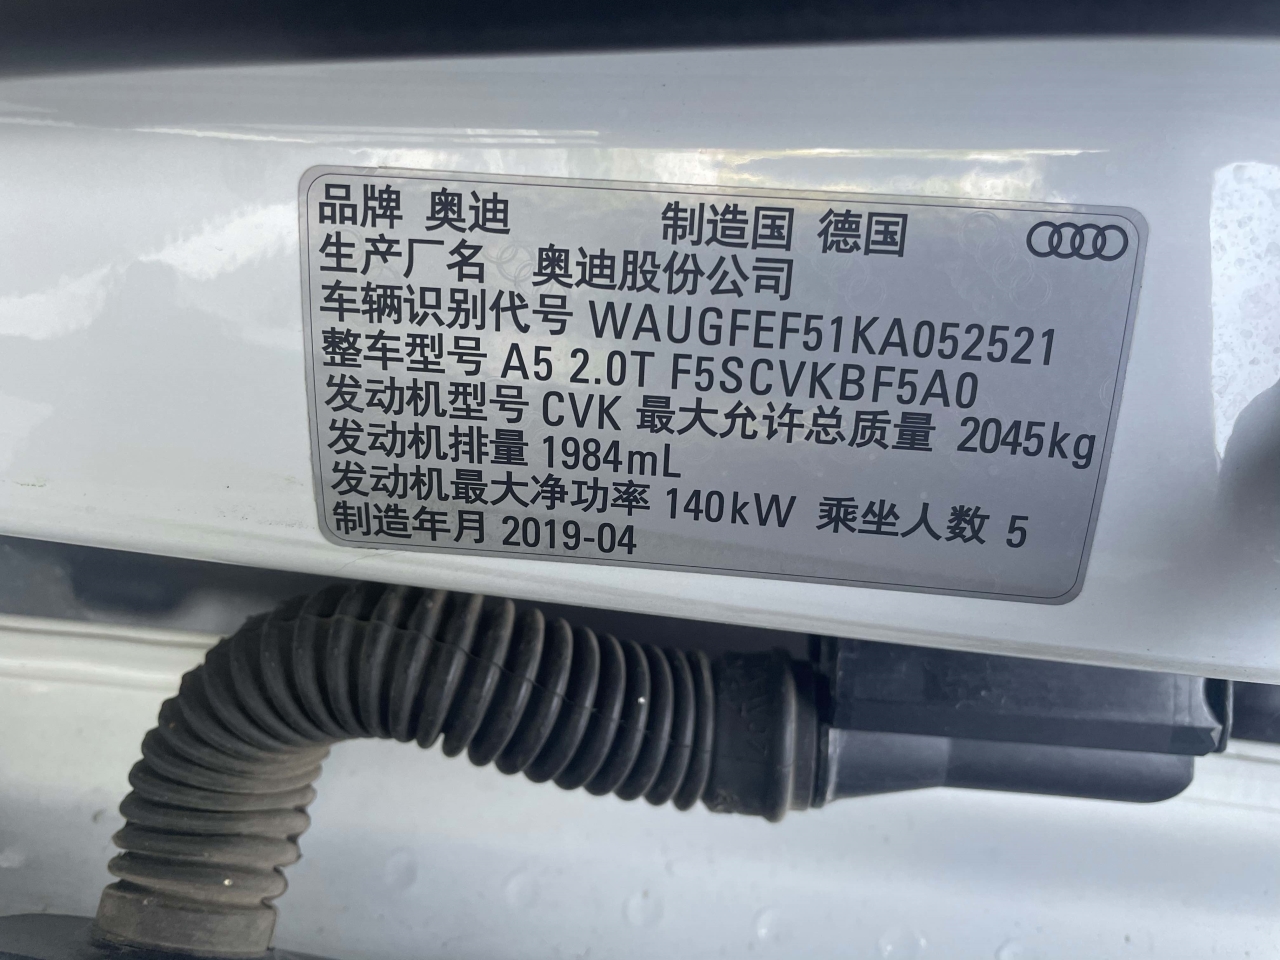 品牌 奥迪 制造国 德国
生产厂名 奥迪股份公司
车辆识别代号 WAUGFEF51KA052521
整车型号 A5 2.0T F5SCVKBF5A0
发动机型号 CVK 最大允许总质量 2045kg
发动机排量 1984mL
发动机最大净功率 140kW 乘坐人数 5
制造年月 2019-04